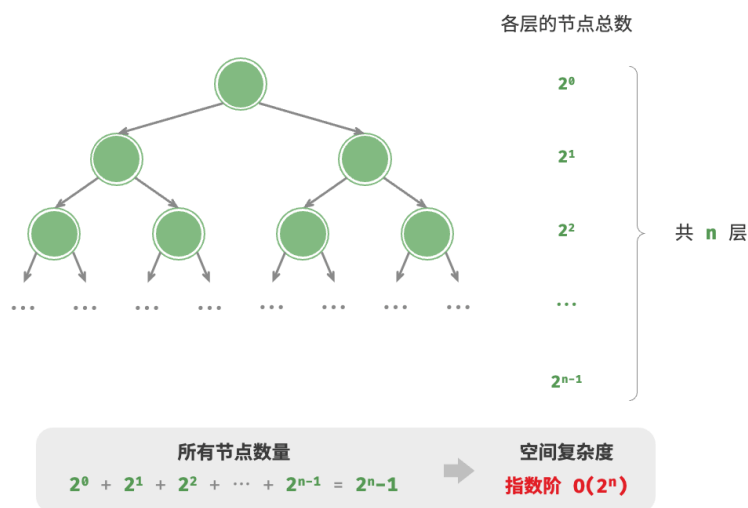 各层的节点总数
2⁰
2¹
2²
共 n 层
... ... ... ... ... ... ... ...
...
2ⁿ⁻¹
所有节点数量
空间复杂度
2⁰ + 2¹ + 2² + ... + 2ⁿ⁻¹ = 2ⁿ-1
指数阶 O(2ⁿ)